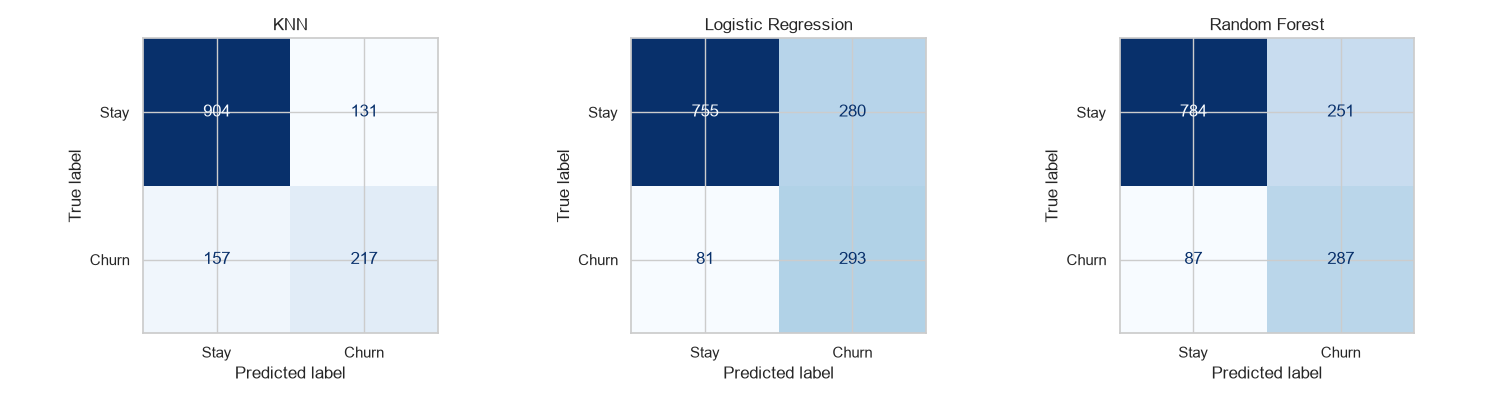 KNN
Stay
904
131
Churn
157
217
Stay
Churn
True label
Predicted label
Logistic Regression
Stay
755
280
Churn
81
293
Stay
Churn
True label
Predicted label
Random Forest
Stay
784
251
Churn
87
287
Stay
Churn
True label
Predicted label